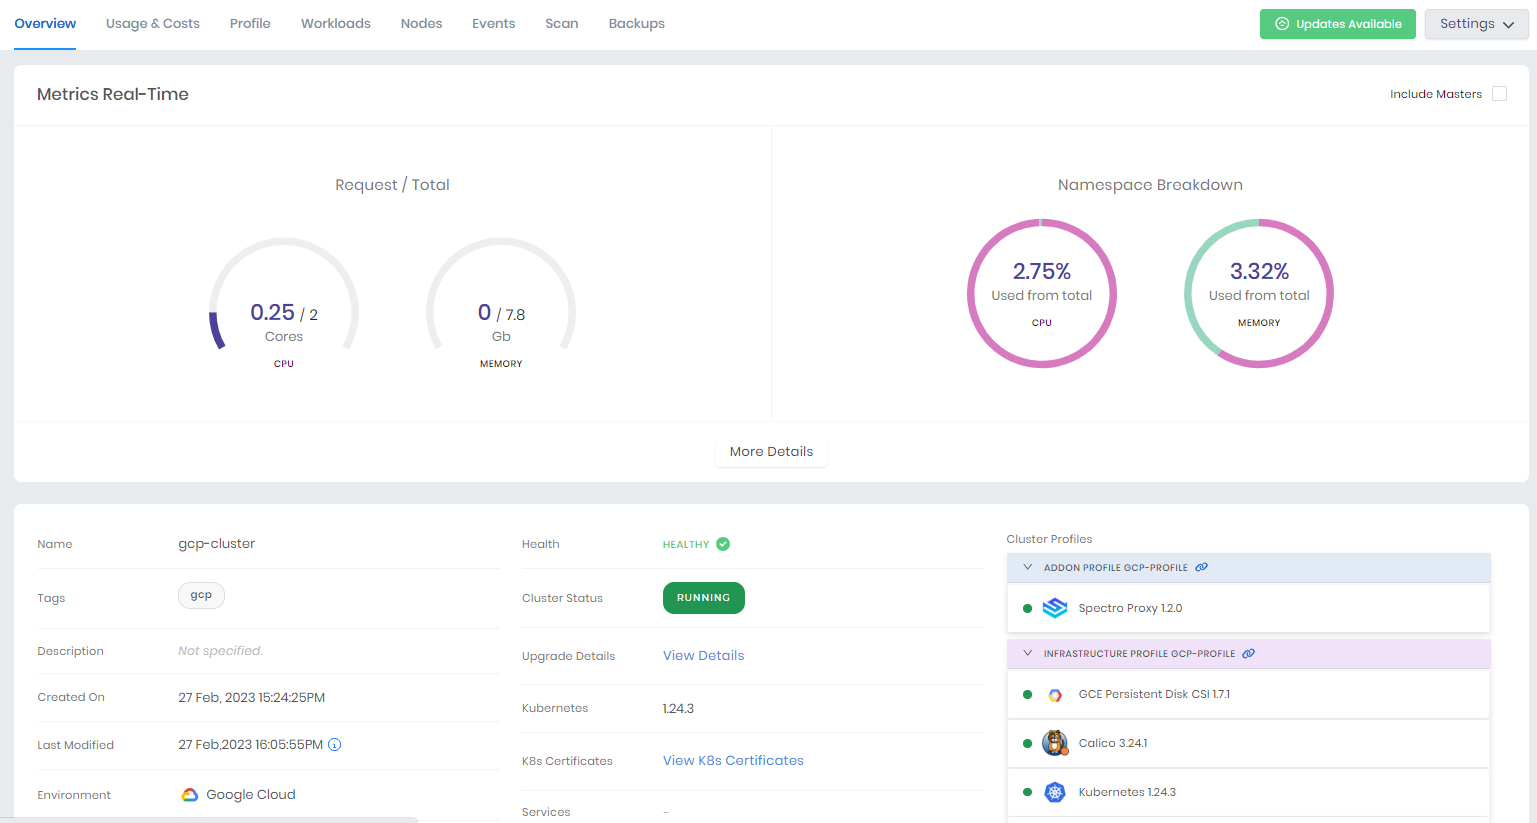 Overview Usage & Costs Profile Workloads Nodes Events Scan Backups Updates Available Settings
Metrics Real-Time Include Masters
Request / Total
0.25 / 2
Cores
CPU
0 / 7.8
Gb
MEMORY
Namespace Breakdown
2.75%
Used from total
CPU
3.32%
Used from total
MEMORY
More Details
Name gcp-cluster
Tags gcp
Description Not specified.
Created On 27 Feb, 2023 15:24:25PM
Last Modified 27 Feb,2023 16:05:55PM
Environment Google Cloud
Health HEALTHY
Cluster Status RUNNING
Upgrade Details View Details
Kubernetes 1.24.3
K8s Certificates View K8s Certificates
Services -
Cluster Profiles
ADDON PROFILE GCP-PROFILE
Spectro Proxy 1.2.0
INFRASTRUCTURE PROFILE GCP-PROFILE
GCE Persistent Disk CSI 1.7.1
Calico 3.24.1
Kubernetes 1.24.3